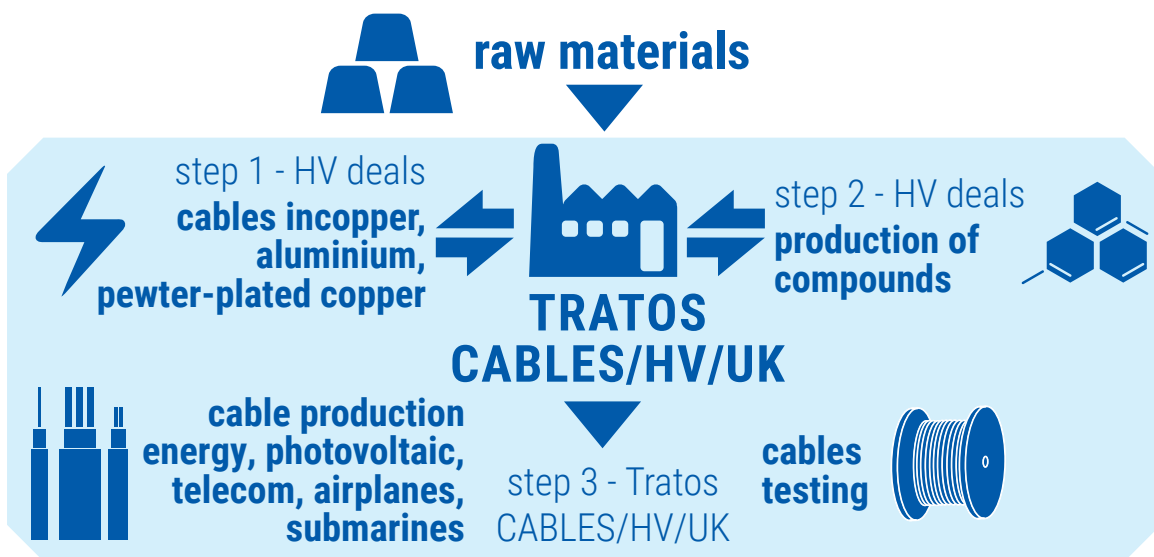 raw materials
step 1 - HV deals
cables incopper,
aluminium,
pewter-plated copper
step 2 - HV deals
production of
compounds
TRATOS
CABLES/HV/UK
cable production
energy, photovoltaic,
telecom, airplanes,
submarines
step 3 - Tratos
CABLES/HV/UK
cables
testing